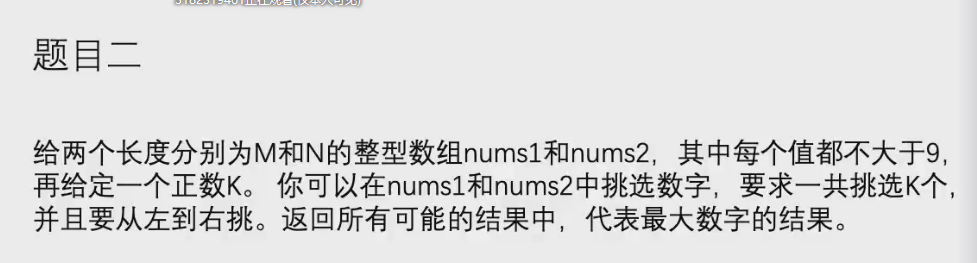 题目二
给两个长度分别为M和N的整型数组nums1和nums2，其中每个值都不大于9，
再给定一个正数K。 你可以在nums1和nums2中挑选数字，要求一共挑选K个，
并且要从左到右挑。返回所有可能的结果中，代表最大数字的结果。